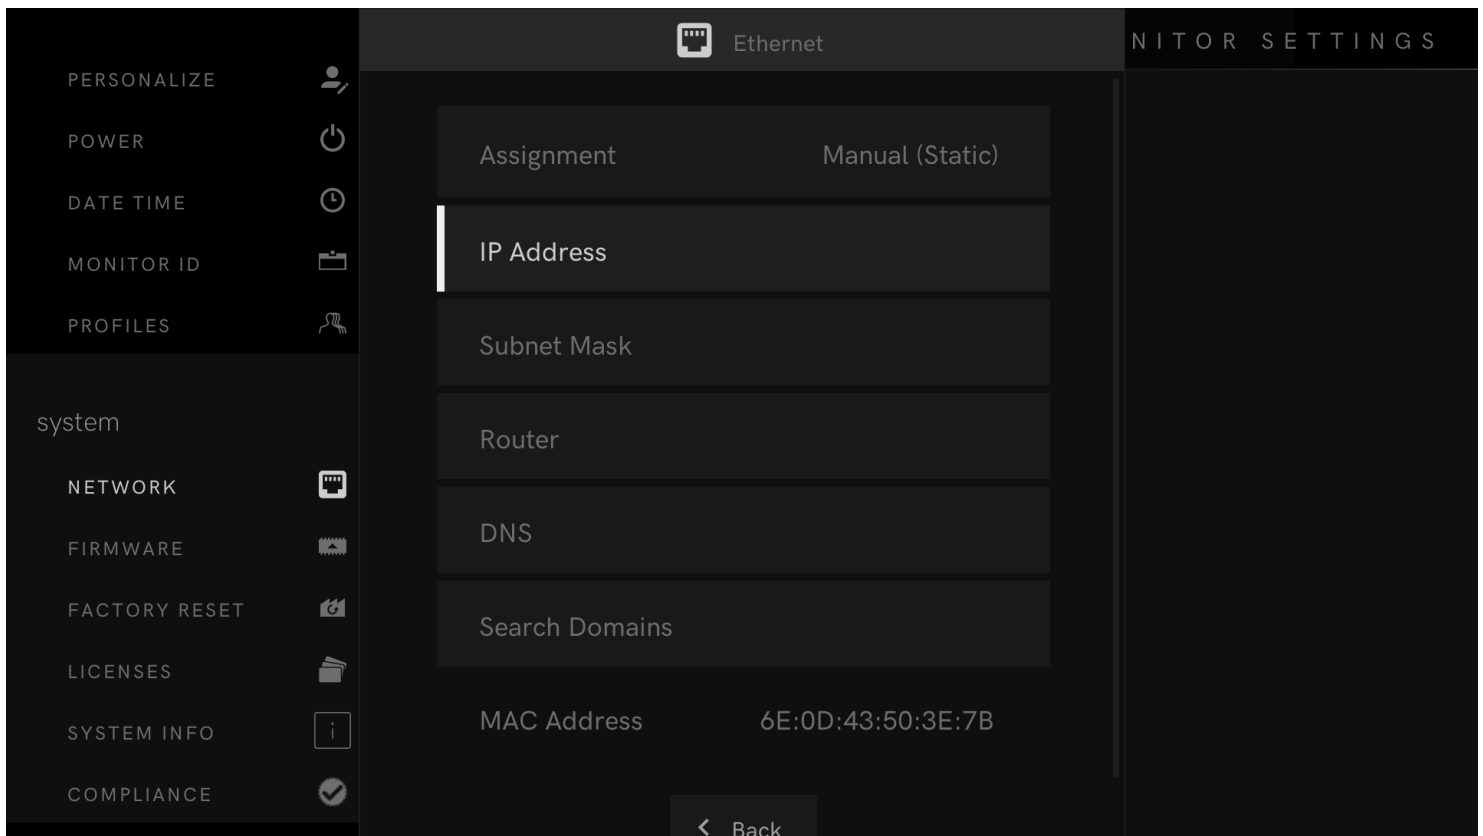 PERSONALIZE
POWER
DATE TIME
MONITOR ID
PROFILES
system
NETWORK
FIRMWARE
FACTORY RESET
LICENSES
SYSTEM INFO
COMPLIANCE
Ethernet
Assignment Manual (Static)
IP Address
Subnet Mask
Router
DNS
Search Domains
MAC Address 6E:0D:43:50:3E:7B
Back
NITOR SETTINGS